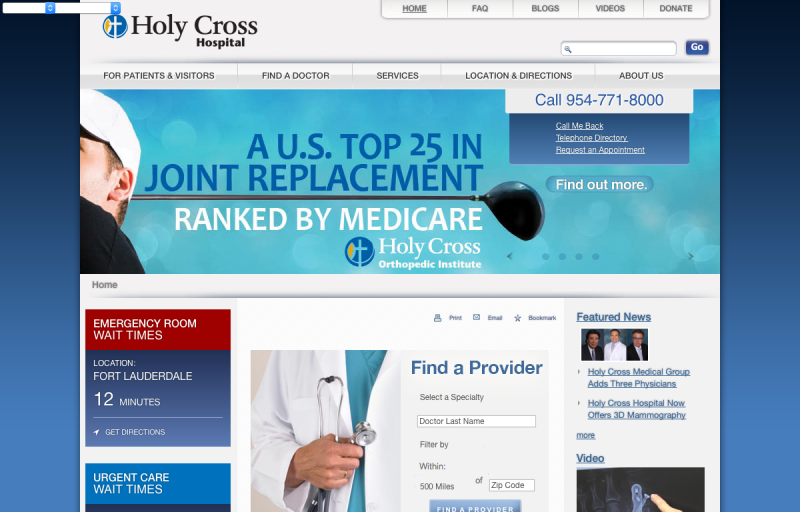 HOME FAQ BLOGS VIDEOS DONATE
Holy Cross
Hospital
Go
FOR PATIENTS & VISITORS FIND A DOCTOR SERVICES LOCATION & DIRECTIONS ABOUT US
Call 954-771-8000
Call Me Back
Telephone Directory
Request an Appointment
A U.S. TOP 25 IN
JOINT REPLACEMENT
RANKED BY MEDICARE
Find out more.
Holy Cross
Orthopedic Institute
Home
EMERGENCY ROOM
WAIT TIMES
LOCATION:
FORT LAUDERDALE
12 MINUTES
GET DIRECTIONS
URGENT CARE
WAIT TIMES
Print Email Bookmark
Find a Provider
Select a Specialty
Doctor Last Name
Filter by
Within:
500 Miles of Zip Code
FIND A PROVIDER
Featured News
Holy Cross Medical Group
Adds Three Physicians
Holy Cross Hospital Now
Offers 3D Mammography
more
Video